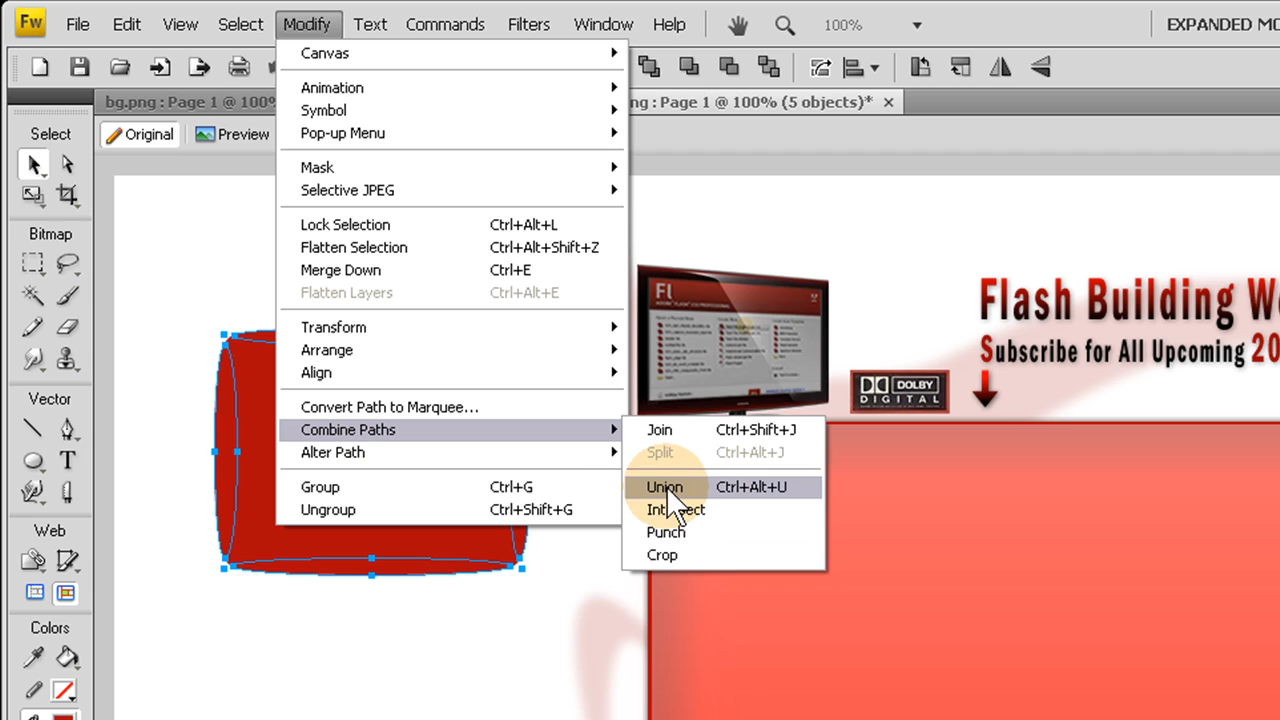 Fw File Edit View Select Modify Text Commands Filters Window Help 100% EXPANDED MO
bg.png : Page 1 @ 100% ng : Page 1 @ 100% (5 objects)*
Original Preview
Canvas
Animation
Symbol
Pop-up Menu
Mask
Selective JPEG
Lock Selection Ctrl+Alt+L
Flatten Selection Ctrl+Alt+Shift+Z
Merge Down Ctrl+E
Flatten Layers Ctrl+Alt+E
Transform
Arrange
Align
Convert Path to Marquee...
Combine Paths
Alter Path
Group Ctrl+G
Ungroup Ctrl+Shift+G
Join Ctrl+Shift+J
Split Ctrl+Alt+J
Union Ctrl+Alt+U
Intersect
Punch
Crop
Select
Bitmap
Vector
T
Web
Colors
Fl
Flash Building We
Subscribe for All Upcoming 20
DOLBY
DIGITAL